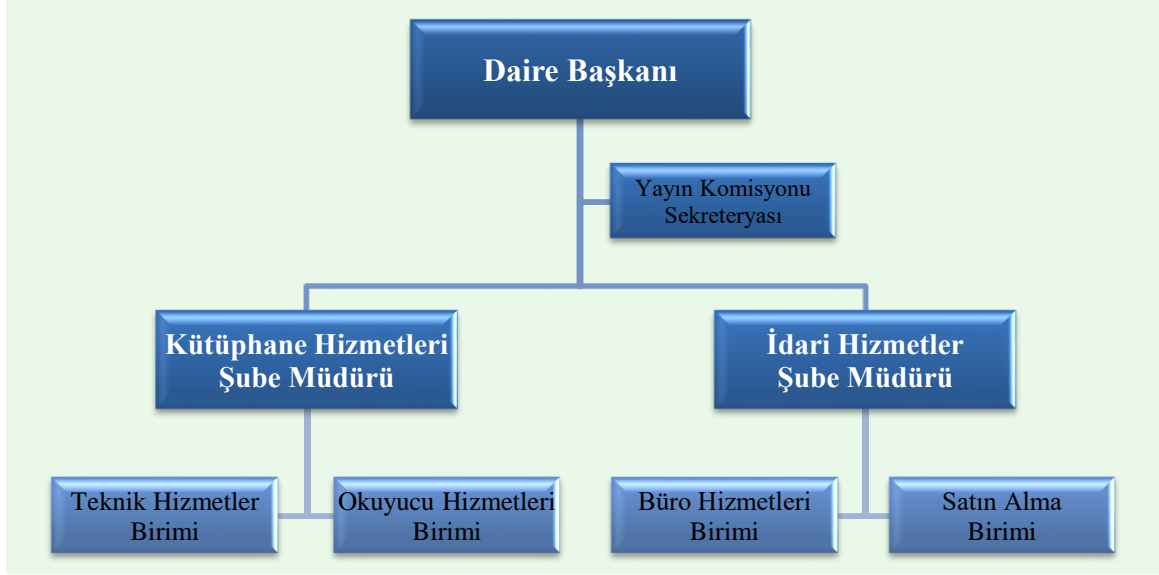 Daire Başkanı
Yayın Komisyonu
Sekreteryası
Kütüphane Hizmetleri
Şube Müdürü
İdari Hizmetler
Şube Müdürü
Teknik Hizmetler
Birimi
Okuyucu Hizmetleri
Birimi
Büro Hizmetleri
Birimi
Satın Alma
Birimi